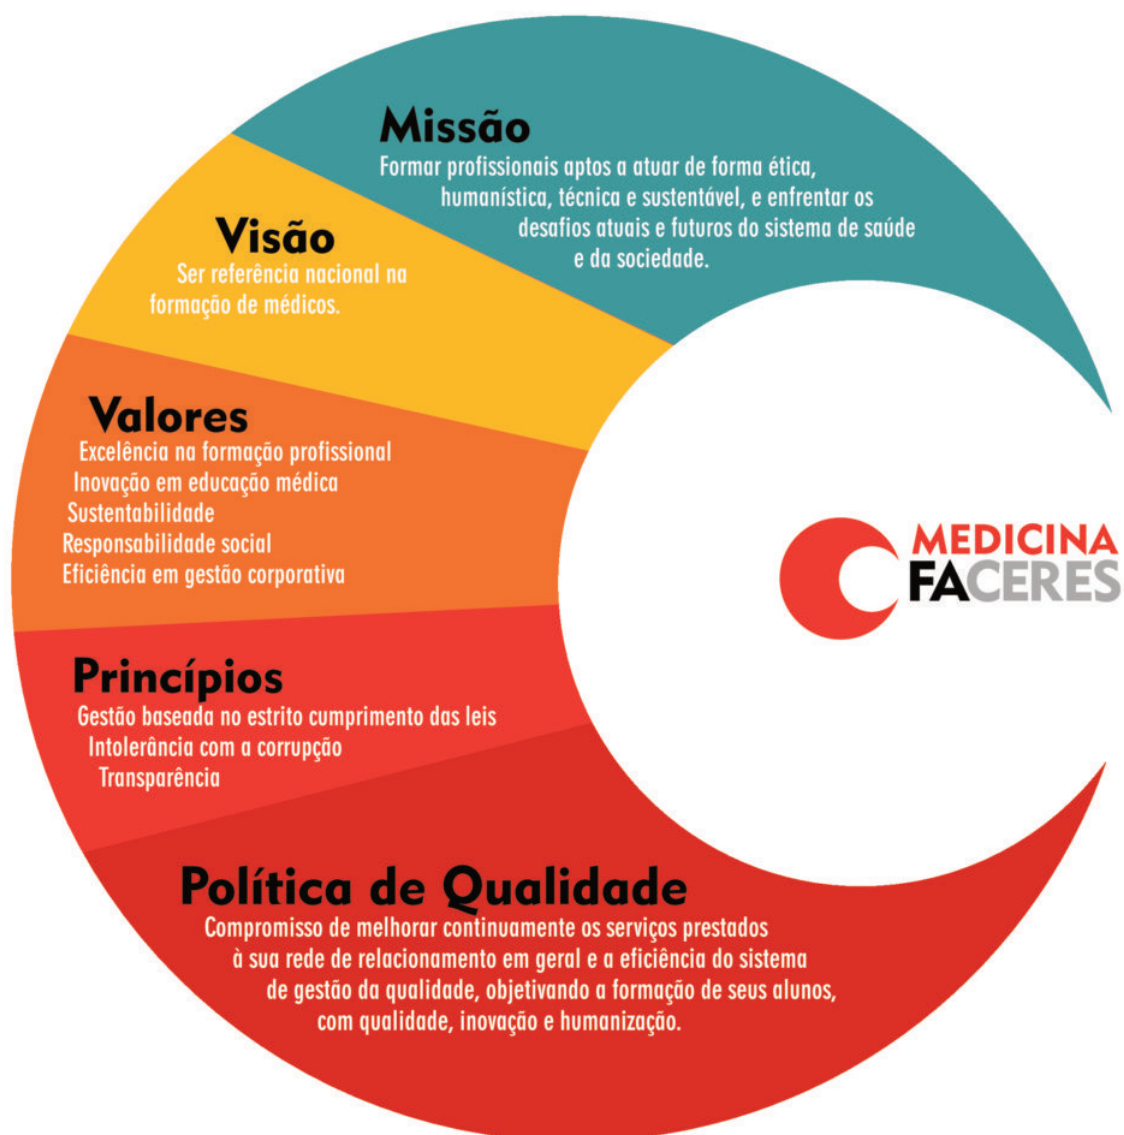 Missão
Formar profissionais aptos a atuar de forma ética,
humanística, técnica e sustentável, e enfrentar os
desafios atuais e futuros do sistema de saúde
e da sociedade.
Visão
Ser referência nacional na
formação de médicos.
Valores
Excelência na formação profissional
Inovação em educação médica
Sustentabilidade
Responsabilidade social
Eficiência em gestão corporativa
MEDICINA
FACERES
Princípios
Gestão baseada no estrito cumprimento das leis
Intolerância com a corrupção
Transparência
Política de Qualidade
Compromisso de melhorar continuamente os serviços prestados
à sua rede de relacionamento em geral e a eficiência do sistema
de gestão da qualidade, objetivando a formação de seus alunos,
com qualidade, inovação e humanização.